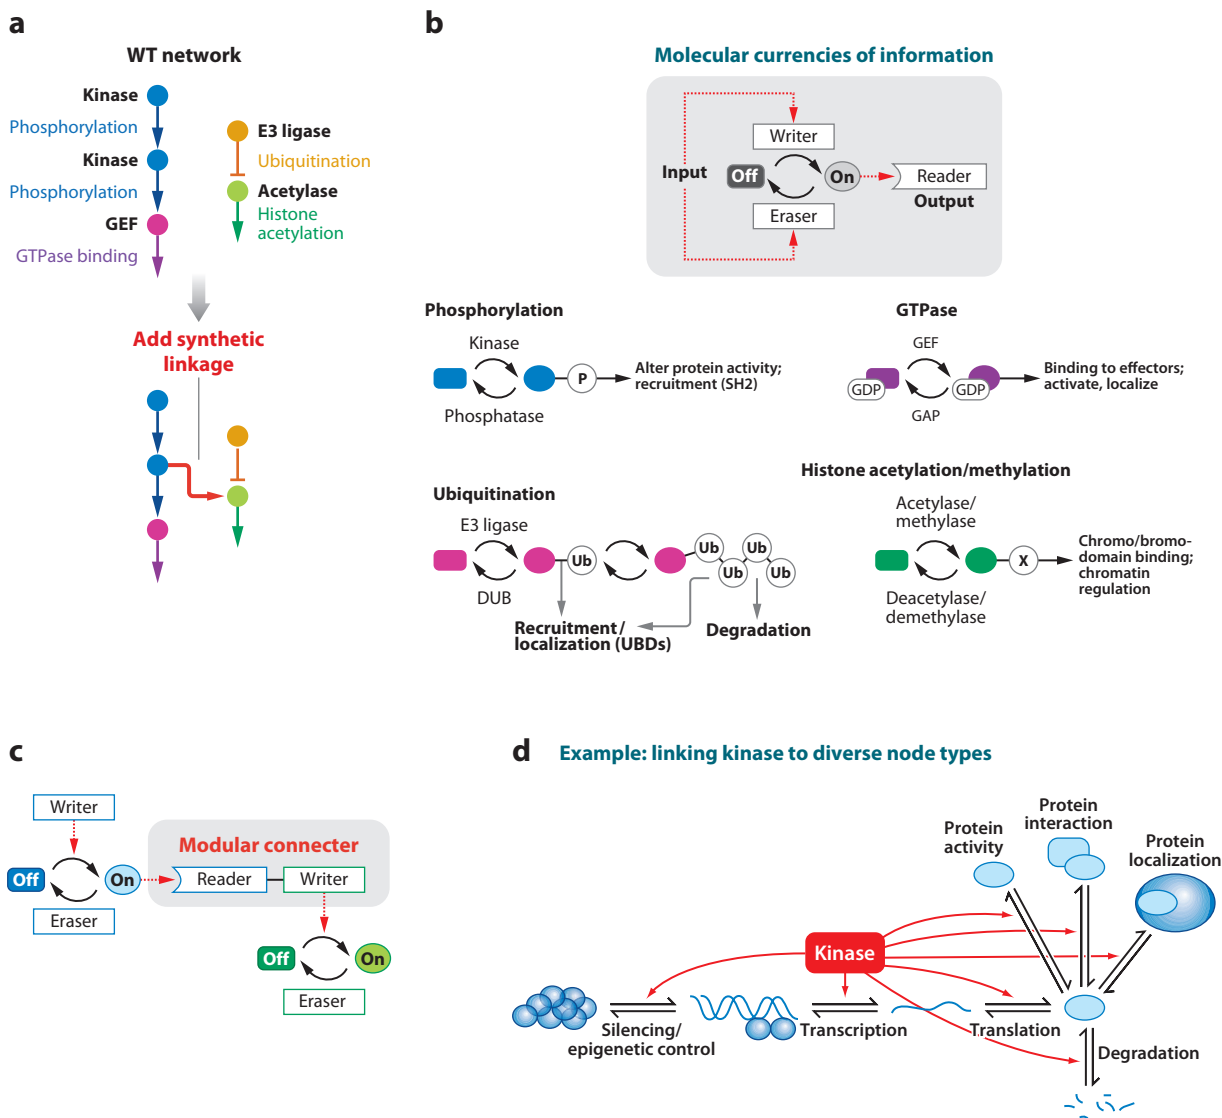 a
WT network
Kinase
Phosphorylation
Kinase
Phosphorylation
GEF
GTPase binding
E3 ligase
Ubiquitination
Acetylase
Histone
acetylation
Add synthetic
linkage
b
Molecular currencies of information
Input
Writer
Off
On
Reader
Output
Eraser
Phosphorylation
Kinase
P
Phosphatase
Alter protein activity;
recruitment (SH2)
GTPase
GEF
GDP
GDP
GAP
Binding to effectors;
activate, localize
Ubiquitination
E3 ligase
Ub
Ub
Ub
Ub
Ub
DUB
Recruitment/
localization (UBDs)
Degradation
Histone acetylation/methylation
Acetylase/
methylase
X
Deacetylase/
demethylase
Chromo/bromo-
domain binding;
chromatin
regulation
c
Writer
Off
On
Eraser
Modular connecter
Reader
Writer
Off
On
Eraser
d
Example: linking kinase to diverse node types
Protein
activity
Protein
interaction
Protein
localization
Kinase
Silencing/
epigenetic control
Transcription
Translation
Degradation